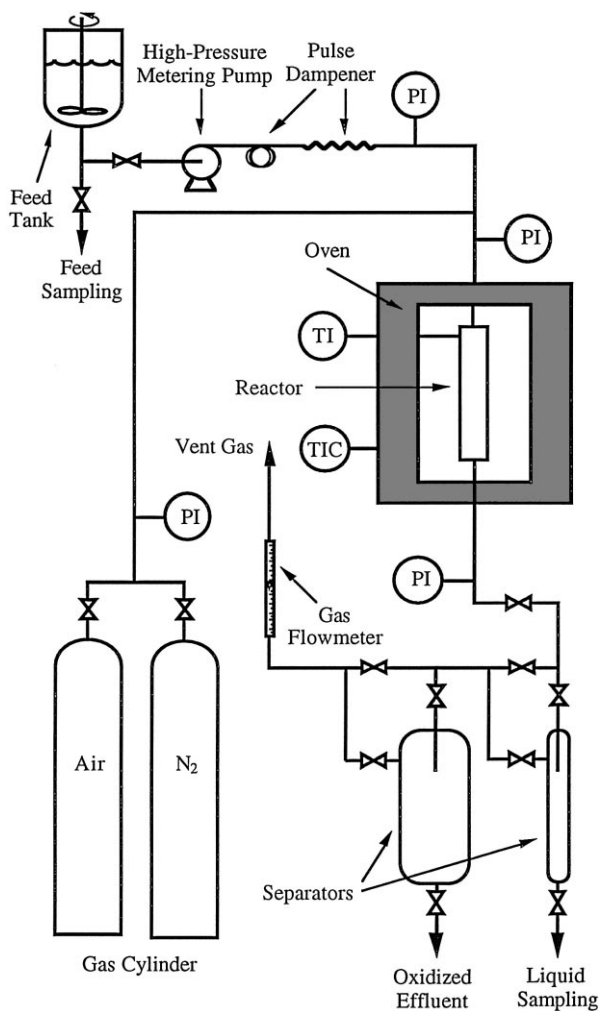 High-Pressure
Metering Pump
Pulse
Dampener
PI
Feed
Tank
Feed
Sampling
PI
Oven
TI
Reactor
Vent Gas
TIC
PI
PI
Gas
Flowmeter
Air
N₂
Separators
Gas Cylinder
Oxidized
Effluent
Liquid
Sampling